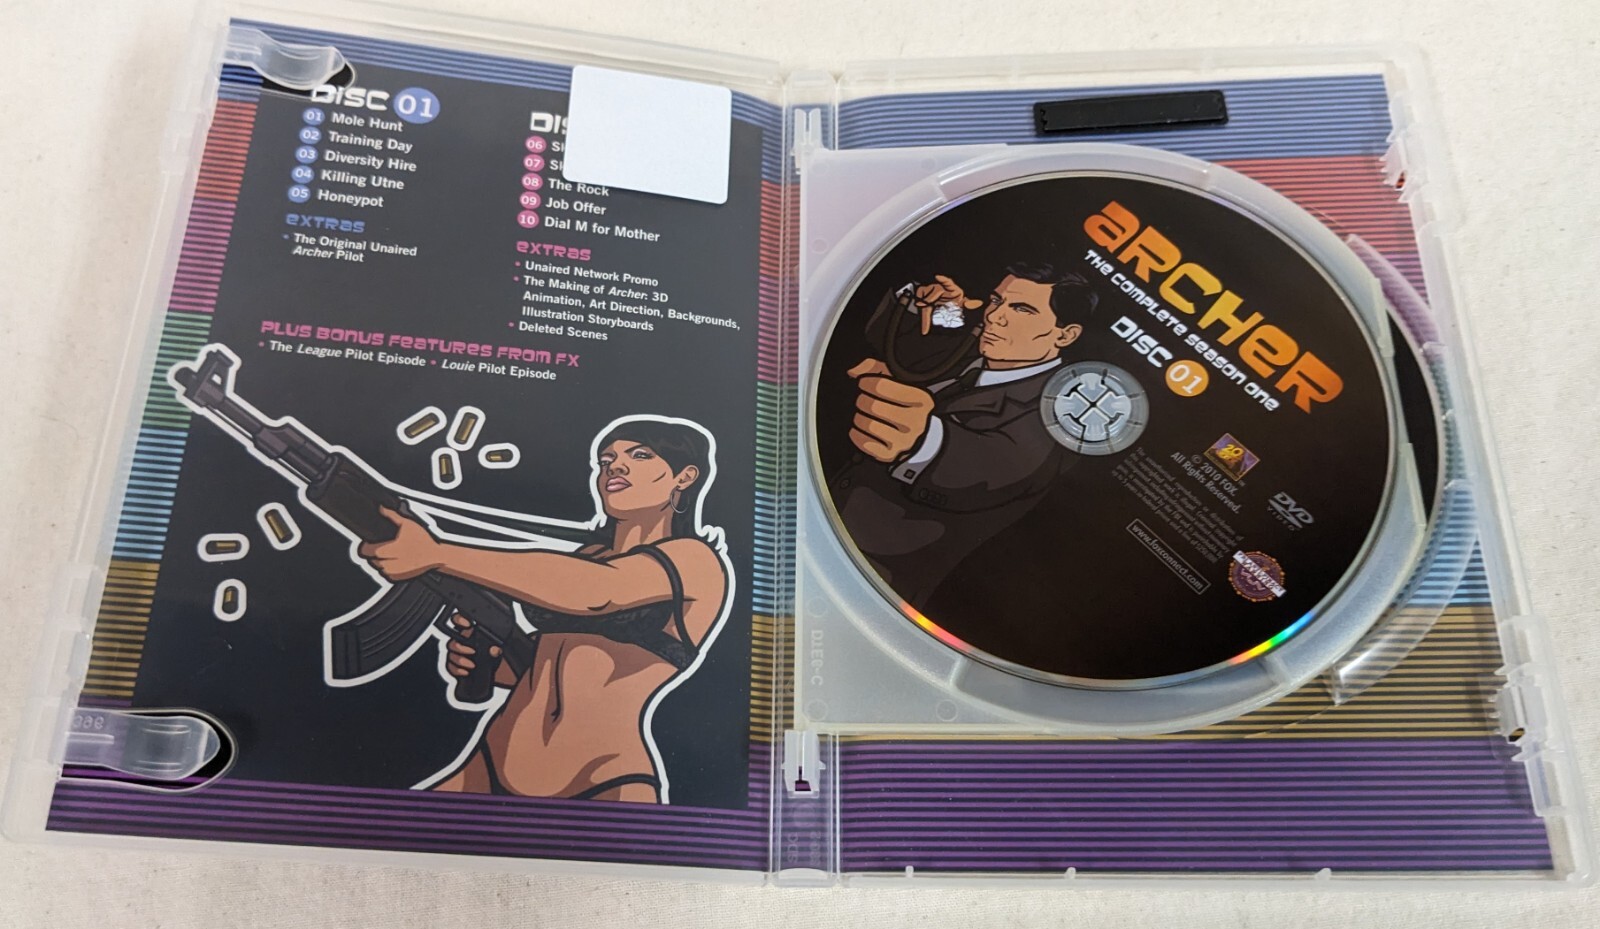 DISC 01
01 Mole Hunt
02 Training Day
03 Diversity Hire
04 Killing Utne
05 Honeypot
EXTRAS
• The Original Unaired
Archer Pilot
06
07
08 The Rock
09 Job Offer
10 Dial M for Mother
EXTRAS
• Unaired Network Promo
• The Making of Archer: 3D
Animation, Art Direction, Backgrounds,
Illustration Storyboards
• Deleted Scenes
PLUS BONUS FEATURES FROM FX
• The League Pilot Episode • Louie Pilot Episode
ARCHER
THE COMPLETE SEASON ONE
DISC 01
© 2010 FOX.
All Rights Reserved.
www.foxconnect.com
DVD
VIDEO
DTEG-C